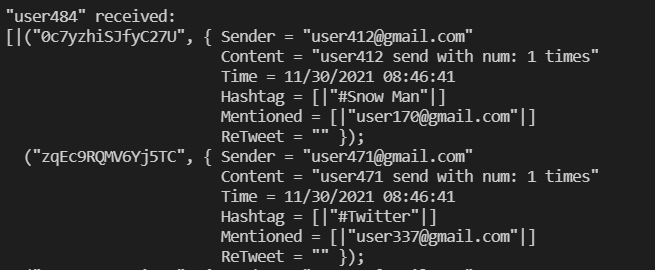 "user484" received:
[|("0c7yzhiSJfyC27U", { Sender = "user412@gmail.com"
Content = "user412 send with num: 1 times"
Time = 11/30/2021 08:46:41
Hashtag = [|"#Snow Man"|]
Mentioned = [|"user170@gmail.com"|]
ReTweet = "" });
("zqEc9RQMV6Yj5TC", { Sender = "user471@gmail.com"
Content = "user471 send with num: 1 times"
Time = 11/30/2021 08:46:41
Hashtag = [|"#Twitter"|]
Mentioned = [|"user337@gmail.com"|]
ReTweet = "" });